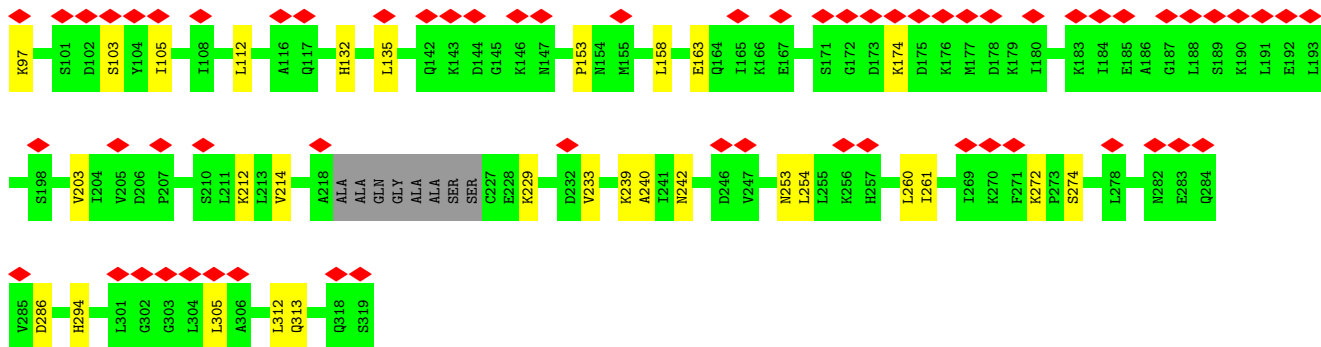 K97 S101 D102 S103 Y104 I105 I108 L112 A116 Q117 H132 L135 Q142 K143 D144 G145 K146 N147 P153 N154 M155 L158 E163 Q164 I165 K166 E167 S171 G172 D173 K174 D175 K176 M177 D178 K179 I180 K183 I184 E185 A186 G187 L188 S189 K190 L191 E192 L193
S198 V203 I204 V205 D206 P207 S210 L211 K212 L213 V214 A218 ALA ALA GLN GLY ALA ALA SER SER C227 E228 K229 D232 V233 K239 A240 I241 N242 D246 V247 N253 L254 L255 K256 H257 L260 I261 I269 K270 F271 K272 P273 S274 L278 N282 E283 Q284
V285 D286 H294 L301 G302 G303 L304 L305 A306 L312 Q313 Q318 S319